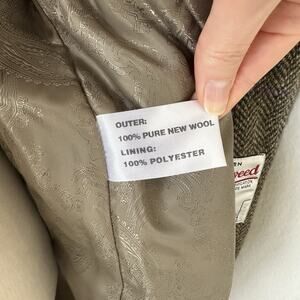 OUTER:
100% PURE NEW WOOL
LINING:
100% POLYESTER